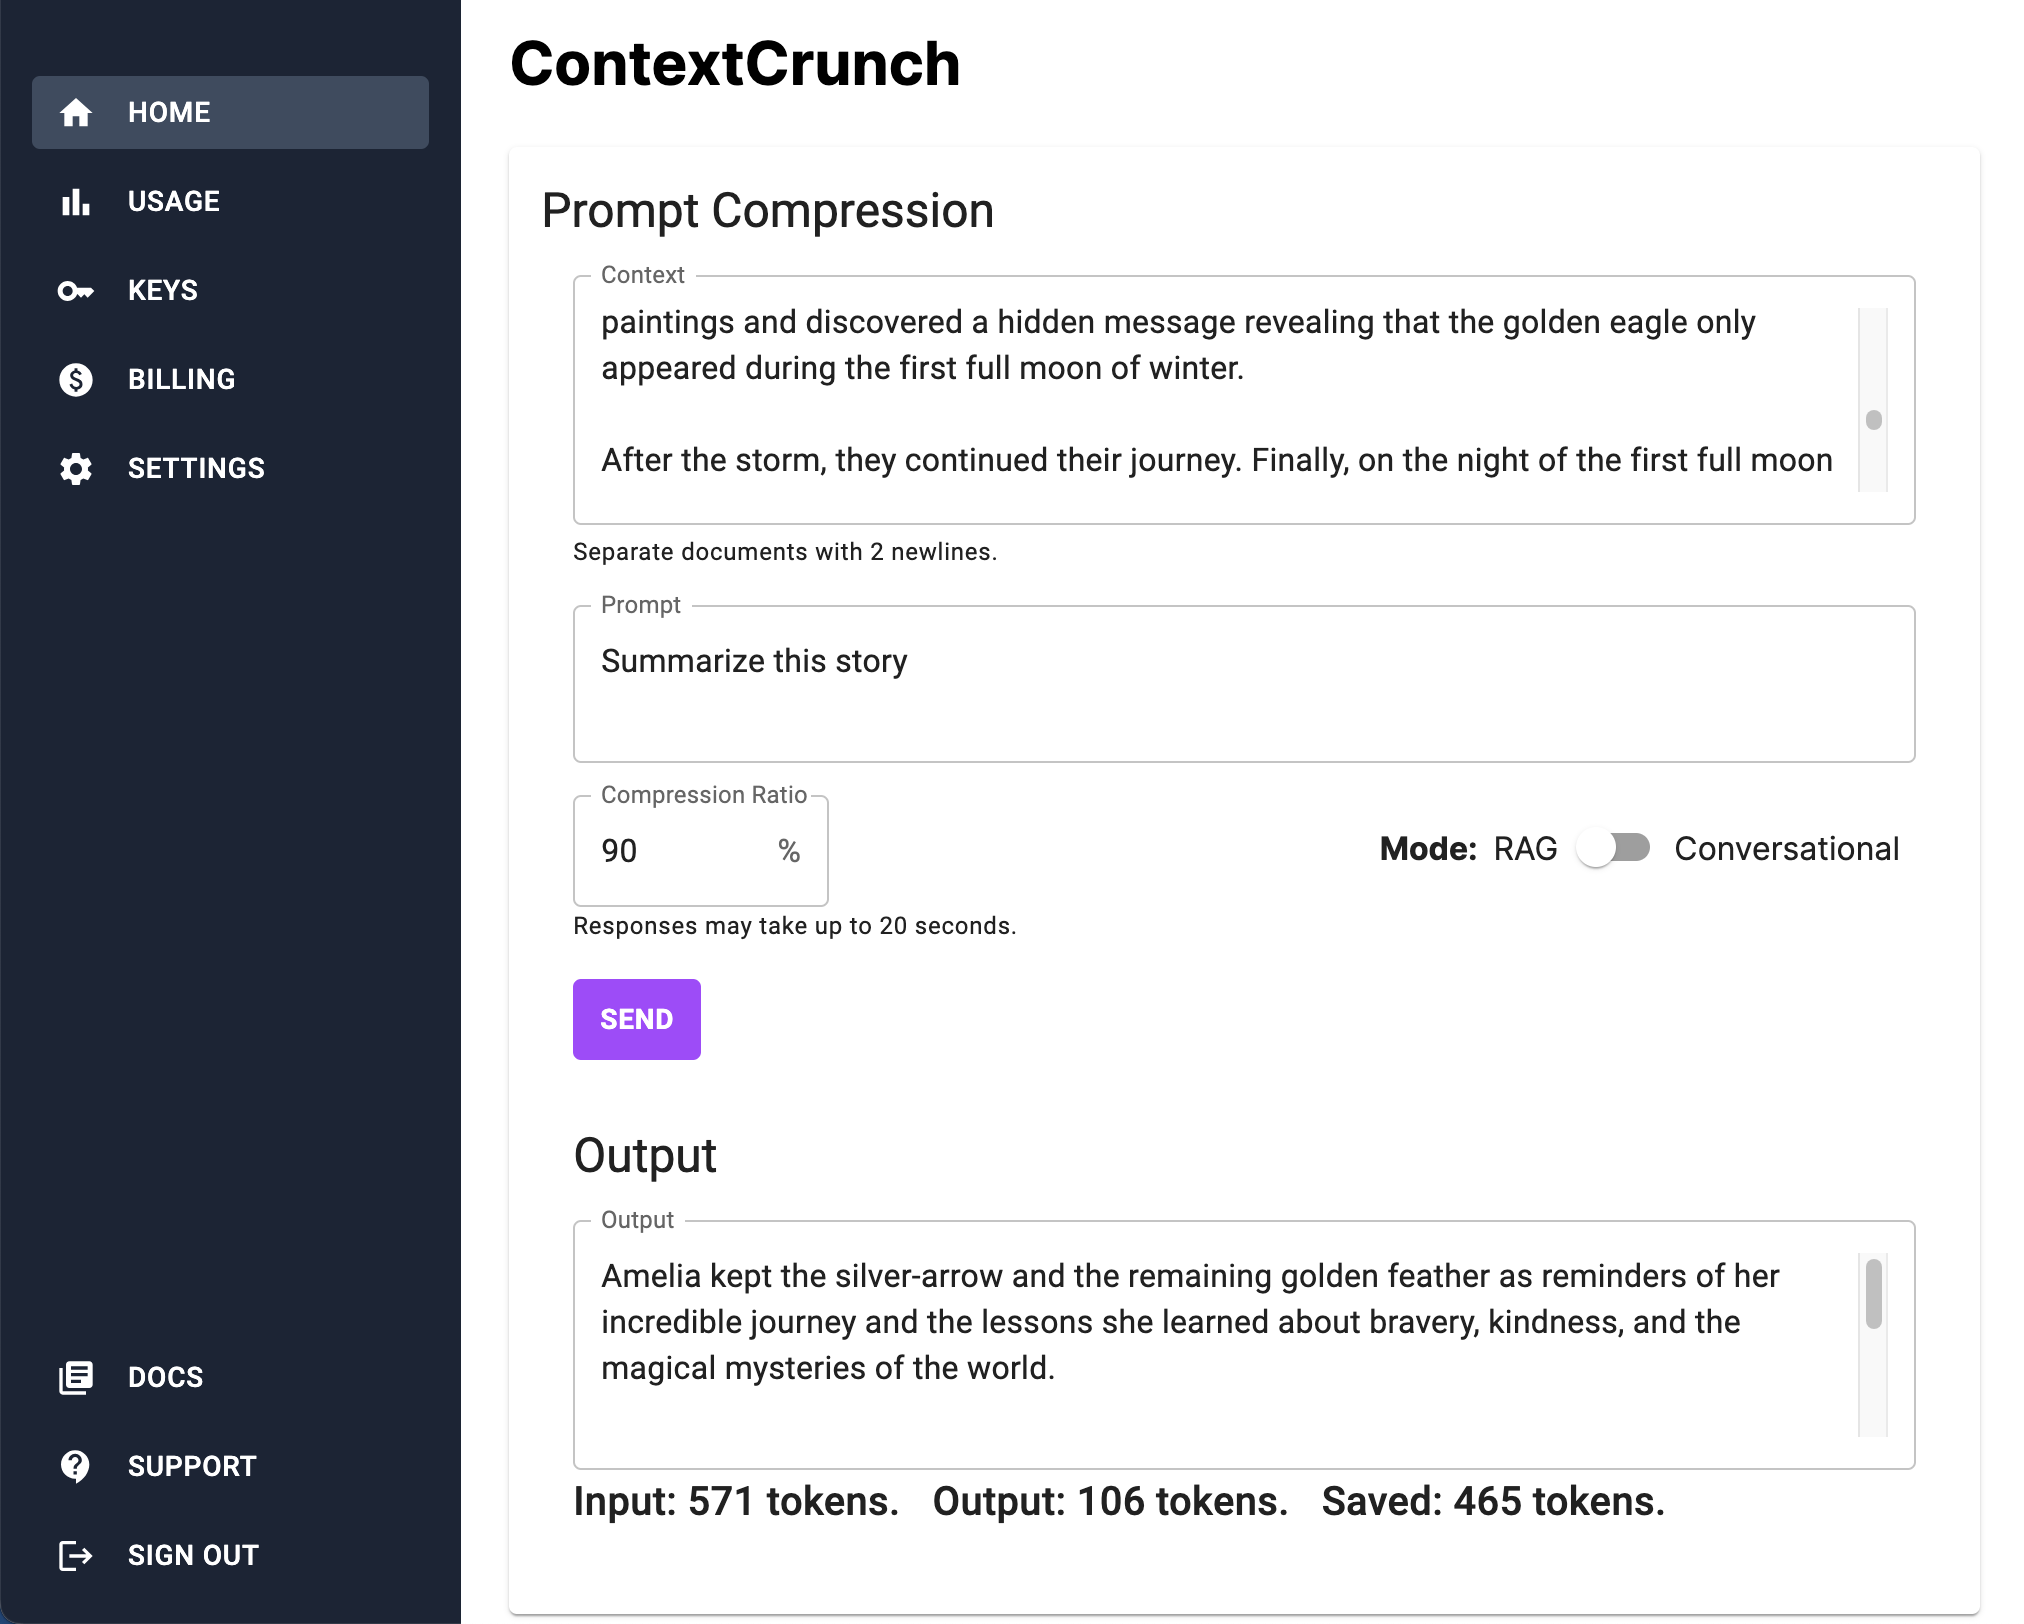 HOME
USAGE
KEYS
BILLING
SETTINGS
DOCS
SUPPORT
SIGN OUT
ContextCrunch
Prompt Compression
Context
paintings and discovered a hidden message revealing that the golden eagle only
appeared during the first full moon of winter.
After the storm, they continued their journey. Finally, on the night of the first full moon
Separate documents with 2 newlines.
Prompt
Summarize this story
Compression Ratio
90 %
Mode: RAG Conversational
Responses may take up to 20 seconds.
SEND
Output
Output
Amelia kept the silver-arrow and the remaining golden feather as reminders of her
incredible journey and the lessons she learned about bravery, kindness, and the
magical mysteries of the world.
Input: 571 tokens. Output: 106 tokens. Saved: 465 tokens.